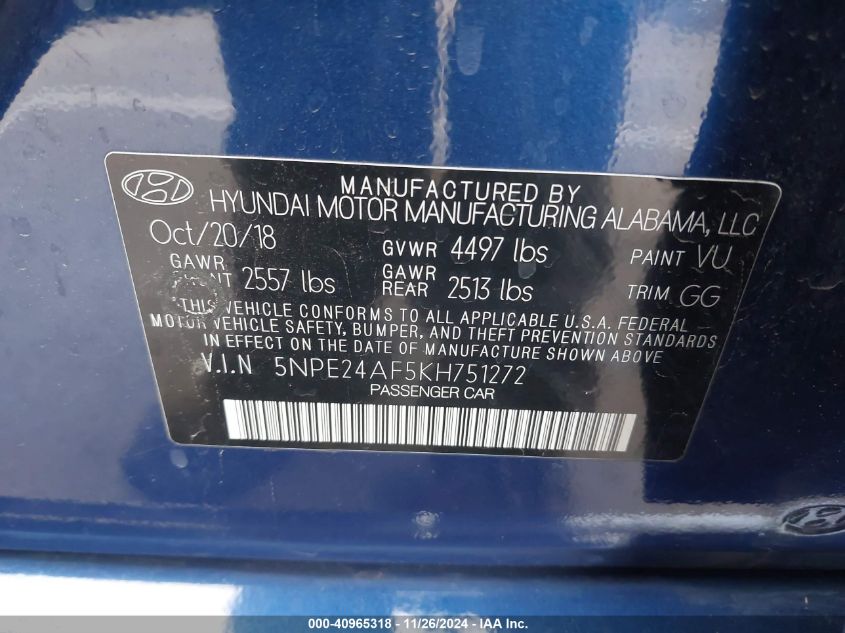 MANUFACTURED BY
HYUNDAI MOTOR MANUFACTURING ALABAMA, LLC
Oct/20/18 GVWR 4497 lbs PAINT VU
GAWR 2557 lbs GAWR REAR 2513 lbs TRIM GG
THIS VEHICLE CONFORMS TO ALL APPLICABLE U.S.A. FEDERAL
MOTOR VEHICLE SAFETY, BUMPER, AND THEFT PREVENTION STANDARDS
IN EFFECT ON THE DATE OF MANUFACTURE SHOWN ABOVE
V.I.N 5NPE24AF5KH751272
PASSENGER CAR
000-40965318 - 11/26/2024 - IAA, Inc.